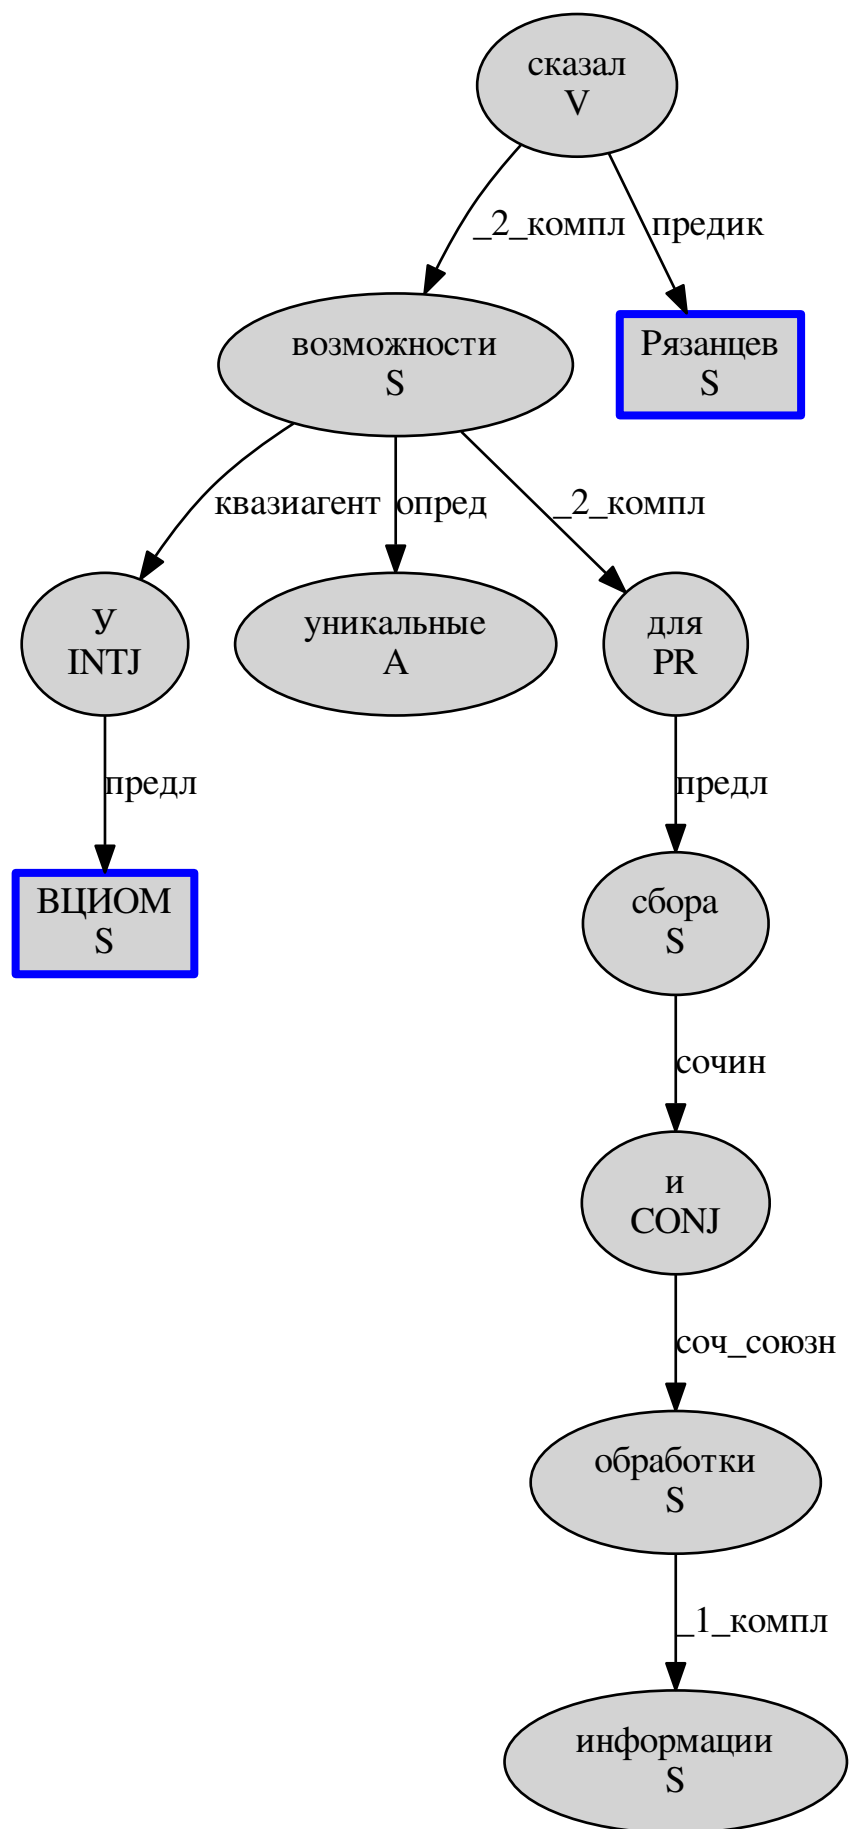 сказал
V
_2_компл
предик
возможности
S
Рязанцев
S
квазиагент
опред
_2_компл
У
INTJ
уникальные
A
для
PR
предл
предл
ВЦИОМ
S
сбора
S
сочин
и
CONJ
соч_союзн
обработки
S
_1_компл
информации
S